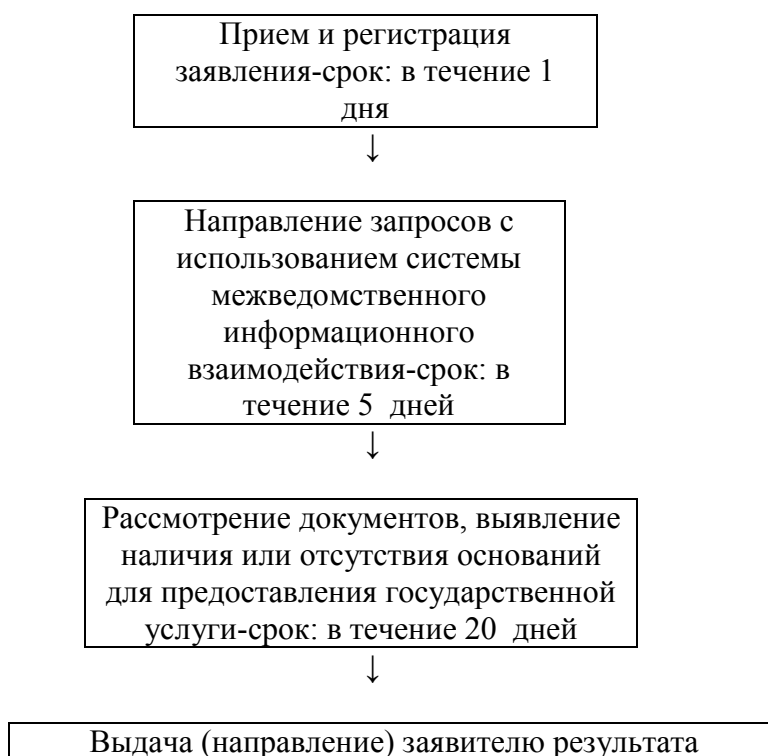 Прием и регистрация
заявления-срок: в течение 1
дня
↓
Направление запросов с
использованием системы
межведомственного
информационного
взаимодействия-срок: в
течение 5  дней
↓
Рассмотрение документов, выявление
наличия или отсутствия оснований
для предоставления государственной
услуги-срок: в течение 20  дней
↓
Выдача (направление) заявителю результата